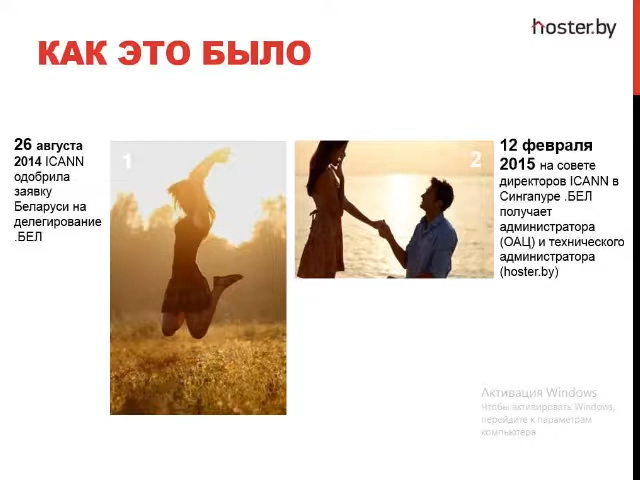 hoster.by
КАК ЭТО БЫЛО
26 августа
2014 ICANN
одобрила
заявку
Беларуси на
делегирование
.БЕЛ
1
2
12 февраля
2015 на совете
директоров ICANN в
Сингапуре .БЕЛ
получает
администратора
(ОАЦ) и технического
администратора
(hoster.by)
Активация Windows
Чтобы активировать Windows,
перейдите к параметрам
компьютера